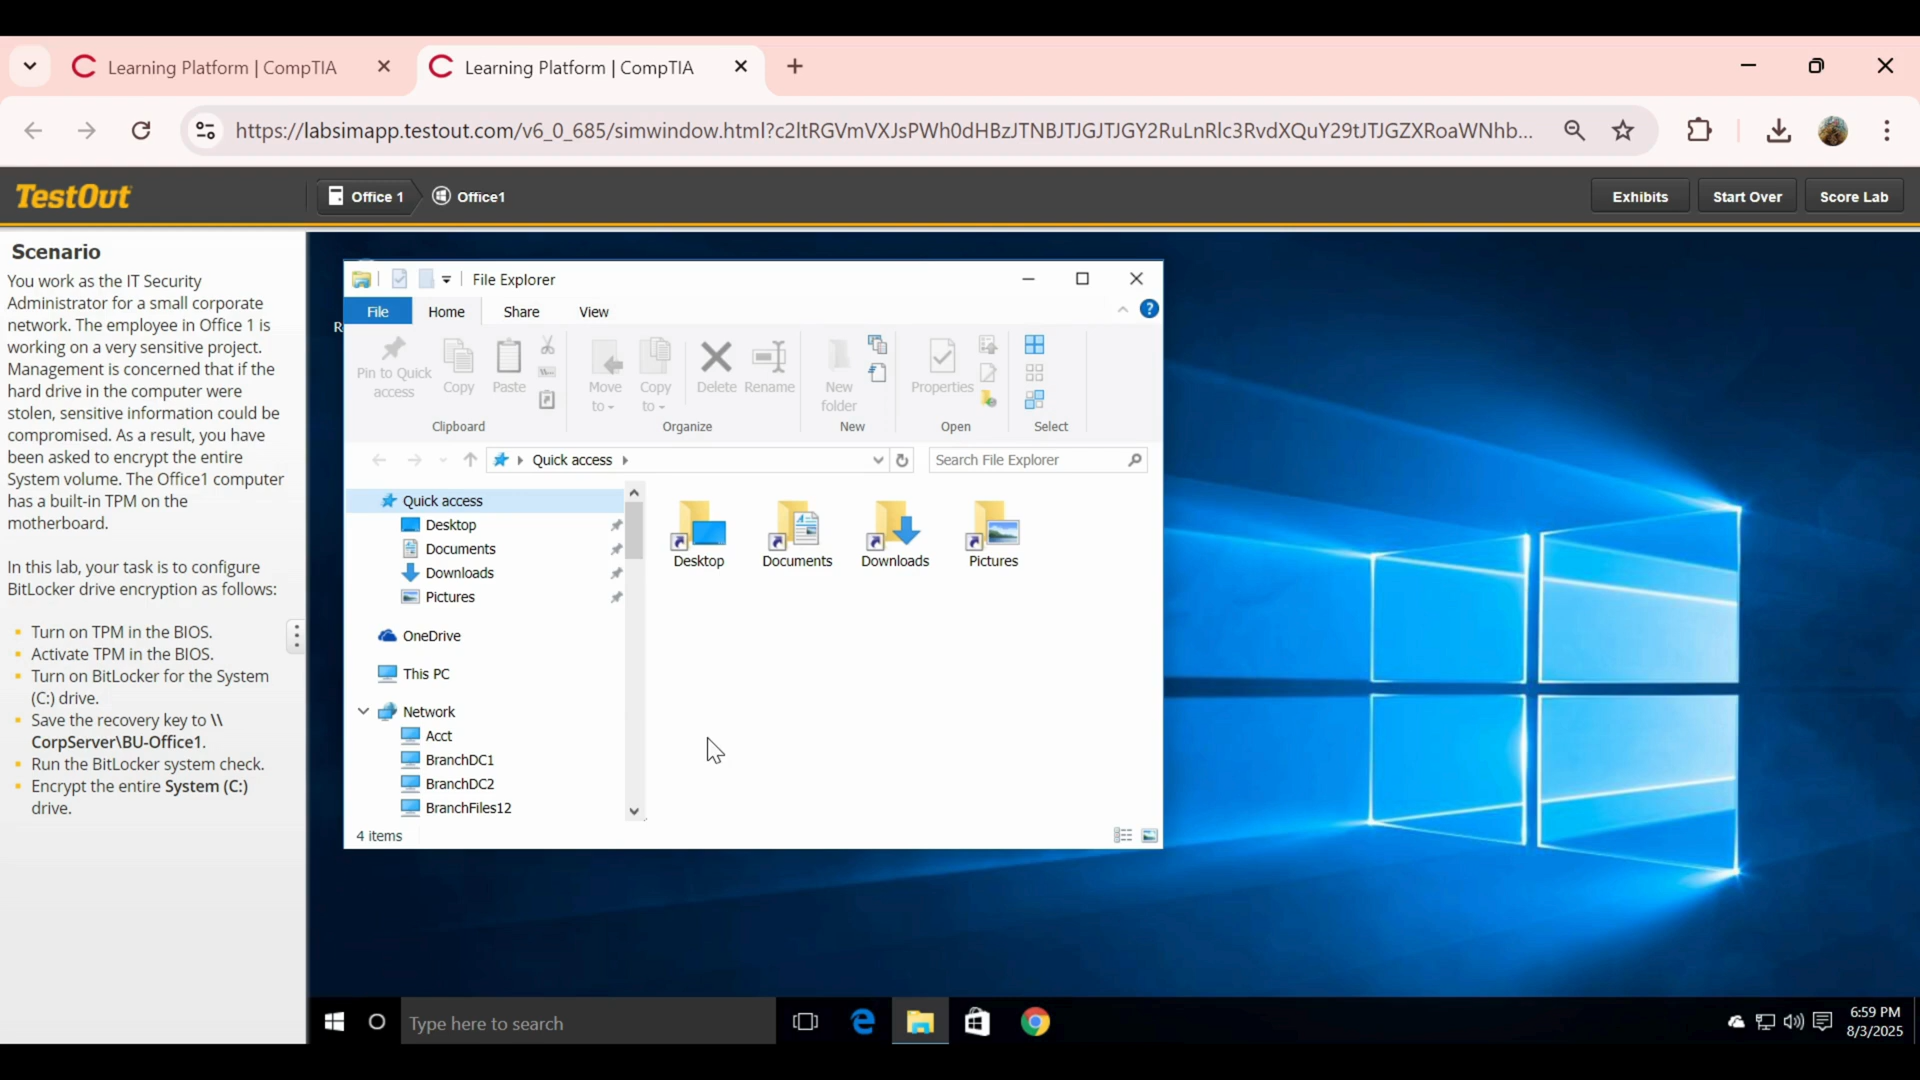 Learning Platform | CompTIA
Learning Platform | CompTIA
https://labsimapp.testout.com/v6_0_685/simwindow.html?c2ltRGVmVXJsPWh0dHBzJTNBJTJGJTJGY2RuLnRlc3RvdXQuY29tJTJGZXRoaWNhb...
TestOut
Office 1
Office1
Exhibits
Start Over
Score Lab
Scenario
You work as the IT Security
Administrator for a small corporate
network. The employee in Office 1 is
working on a very sensitive project.
Management is concerned that if the
hard drive in the computer were
stolen, sensitive information could be
compromised. As a result, you have
been asked to encrypt the entire
System volume. The Office1 computer
has a built-in TPM on the
motherboard.
In this lab, your task is to configure
BitLocker drive encryption as follows:
Turn on TPM in the BIOS.
Activate TPM in the BIOS.
Turn on BitLocker for the System
(C:) drive.
Save the recovery key to \\
CorpServer\BU-Office1.
Run the BitLocker system check.
Encrypt the entire System (C:)
drive.
R
File Explorer
File
Home
Share
View
Pin to Quick
access
Copy
Paste
Clipboard
Move
to
Copy
to
Delete
Rename
Organize
New
folder
New
Properties
Open
Select
Quick access
Search File Explorer
Quick access
Desktop
Documents
Downloads
Pictures
OneDrive
This PC
Network
Acct
BranchDC1
BranchDC2
BranchFiles12
Desktop
Documents
Downloads
Pictures
4 items
Type here to search
6:59 PM
8/3/2025